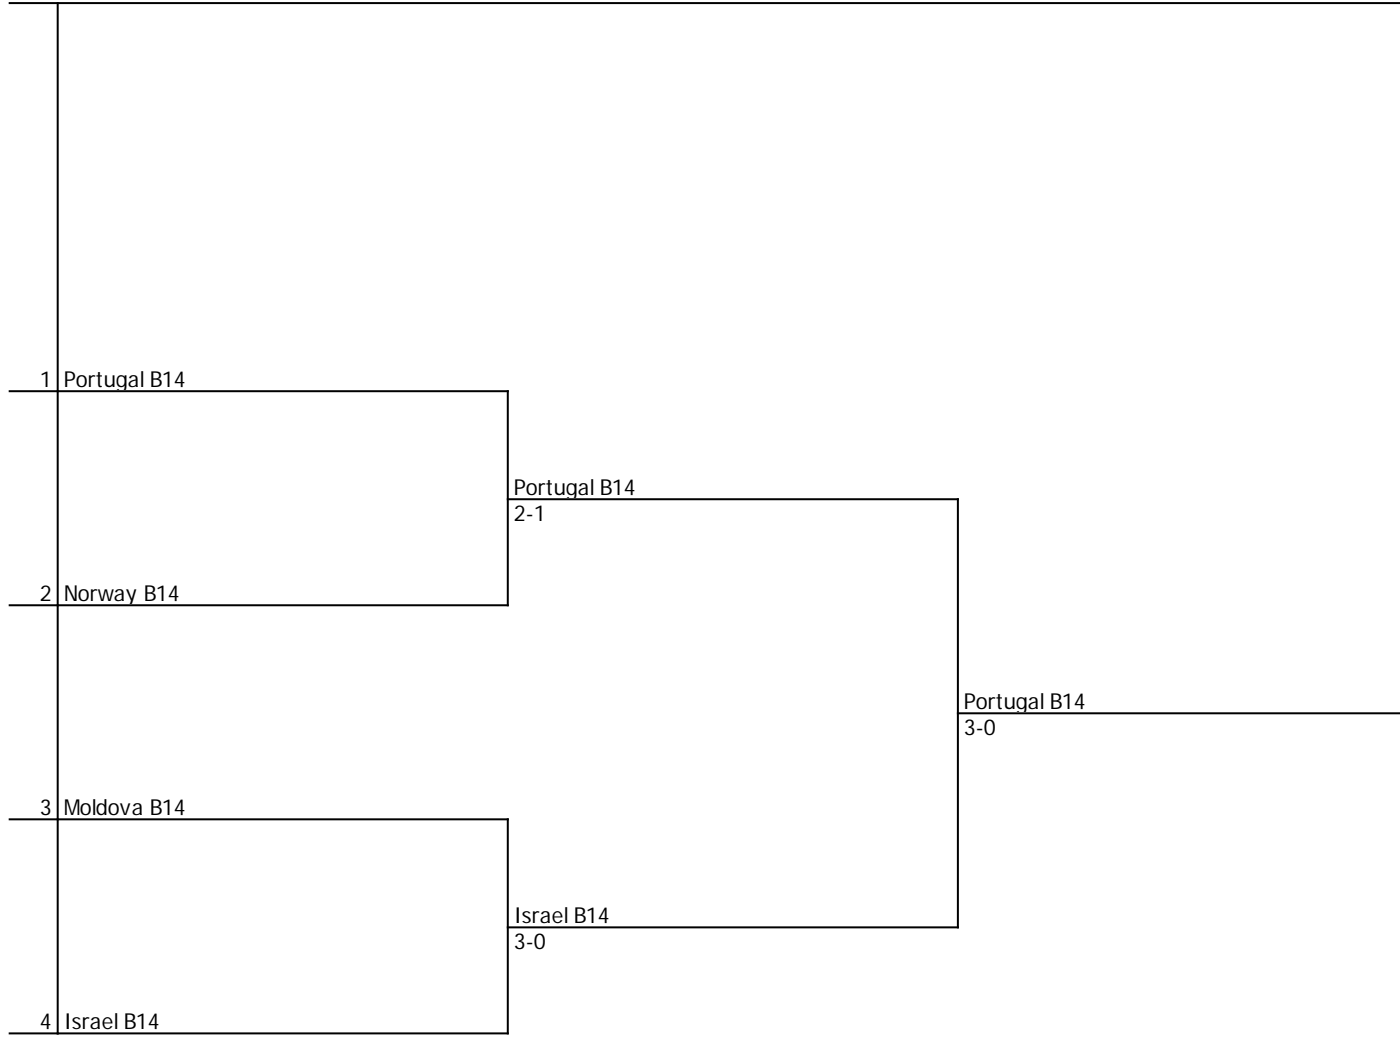 1 Portugal B14
Portugal B14
2-1
2 Norway B14
Portugal B14
3-0
3 Moldova B14
Israel B14
3-0
4 Israel B14